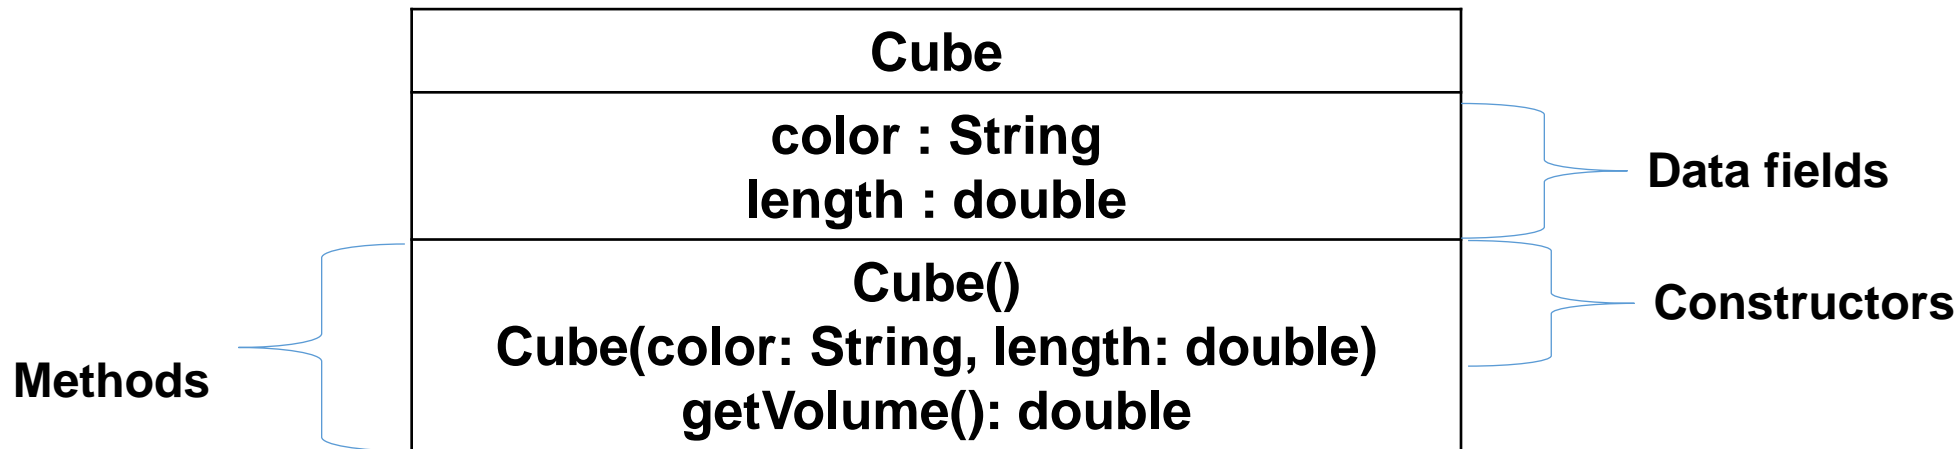 Cube
color : String
length : double
Data fields
Cube()
Cube(color: String, length: double)
getVolume(): double
Constructors
Methods